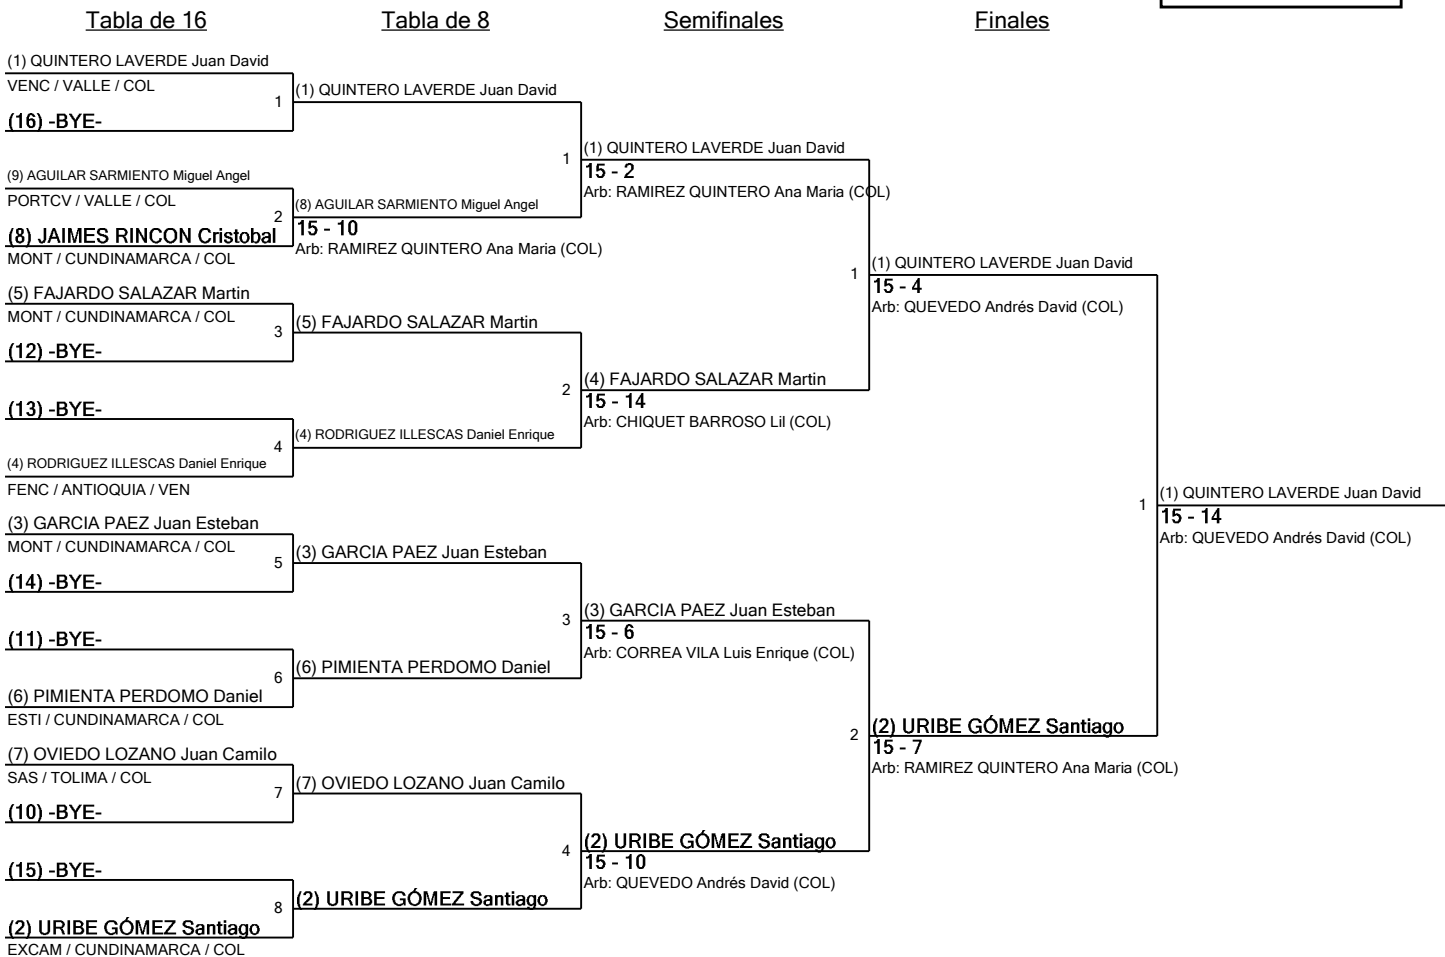 Tabla de 16
Tabla de 8
Semifinales
Finales
(1) QUINTERO LAVERDE Juan David
VENC / VALLE / COL
1
(16) -BYE-
(9) AGUILAR SARMIENTO Miguel Angel
PORTCV / VALLE / COL
2
(8) JAIMES RINCON Cristobal
MONT / CUNDINAMARCA / COL
(5) FAJARDO SALAZAR Martin
MONT / CUNDINAMARCA / COL
3
(12) -BYE-
(13) -BYE-
4
(4) RODRIGUEZ ILLESCAS Daniel Enrique
FENC / ANTIOQUIA / VEN
(3) GARCIA PAEZ Juan Esteban
MONT / CUNDINAMARCA / COL
5
(14) -BYE-
(11) -BYE-
6
(6) PIMIENTA PERDOMO Daniel
ESTI / CUNDINAMARCA / COL
(7) OVIEDO LOZANO Juan Camilo
SAS / TOLIMA / COL
7
(10) -BYE-
(15) -BYE-
8
(2) URIBE GÓMEZ Santiago
EXCAM / CUNDINAMARCA / COL
(1) QUINTERO LAVERDE Juan David
1
(8) AGUILAR SARMIENTO Miguel Angel
15 - 10
Arb: RAMIREZ QUINTERO Ana Maria (COL)
(5) FAJARDO SALAZAR Martin
2
(4) RODRIGUEZ ILLESCAS Daniel Enrique
(3) GARCIA PAEZ Juan Esteban
3
(6) PIMIENTA PERDOMO Daniel
(7) OVIEDO LOZANO Juan Camilo
4
(2) URIBE GÓMEZ Santiago
(1) QUINTERO LAVERDE Juan David
15 - 2
Arb: RAMIREZ QUINTERO Ana Maria (COL)
1
(4) FAJARDO SALAZAR Martin
15 - 14
Arb: CHIQUET BARROSO Lil (COL)
(3) GARCIA PAEZ Juan Esteban
15 - 6
Arb: CORREA VILA Luis Enrique (COL)
2
(2) URIBE GÓMEZ Santiago
15 - 10
Arb: QUEVEDO Andrés David (COL)
(1) QUINTERO LAVERDE Juan David
15 - 4
Arb: QUEVEDO Andrés David (COL)
1
(2) URIBE GÓMEZ Santiago
15 - 7
Arb: RAMIREZ QUINTERO Ana Maria (COL)
(1) QUINTERO LAVERDE Juan David
15 - 14
Arb: QUEVEDO Andrés David (COL)